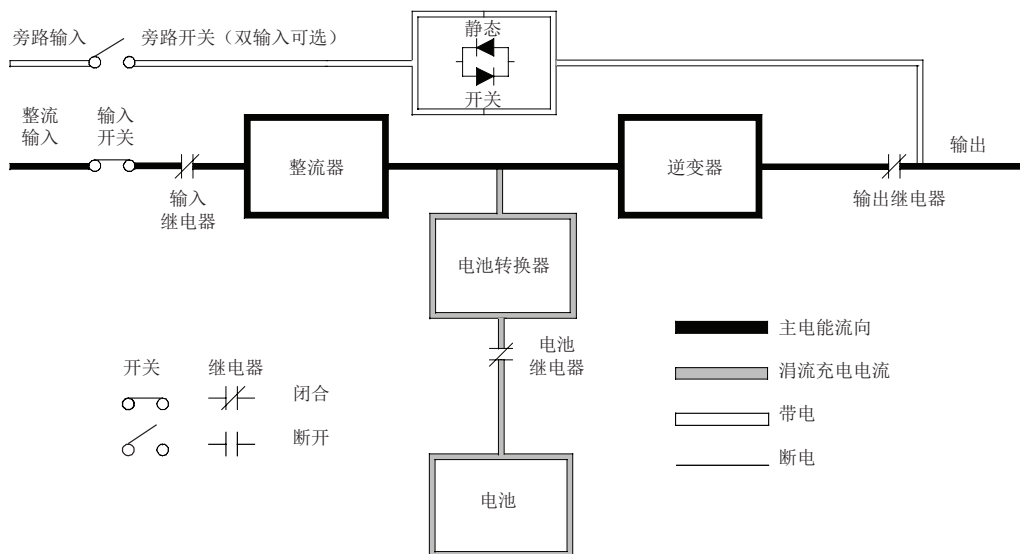 旁路输入
旁路开关（双输入可选）
静态
开关
整流
输入
输入
开关
整流器
逆变器
输出
输入
继电器
输出继电器
电池转换器
电池
继电器
电池
开关
继电器
闭合
断开
主电能流向
涓流充电电流
带电
断电